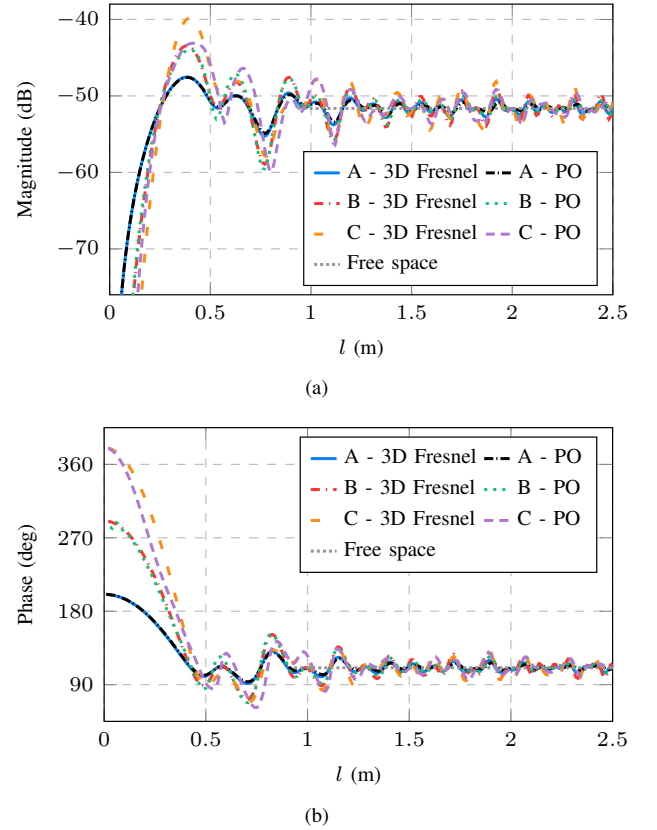 Magnitude (dB)
−40
−50
−60
−70
A - 3D Fresnel A - PO
B - 3D Fresnel B - PO
C - 3D Fresnel C - PO
Free space
0 0.5 1 1.5 2 2.5
l (m)
(a)
Phase (deg)
360
270
180
90
A - 3D Fresnel A - PO
B - 3D Fresnel B - PO
C - 3D Fresnel C - PO
Free space
0 0.5 1 1.5 2 2.5
l (m)
(b)